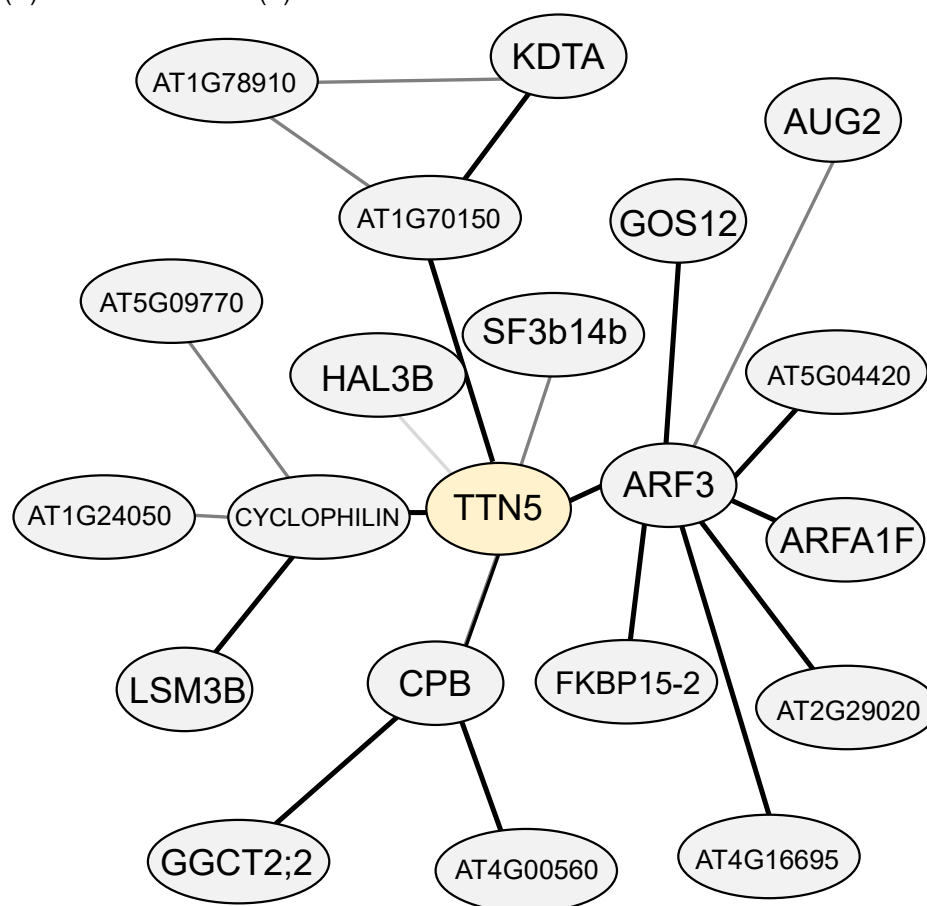 KDTA
AT1G78910
AUG2
AT1G70150
GOS12
AT5G09770
SF3b14b
HAL3B
AT5G04420
TTN5
ARF3
AT1G24050
CYCLOPHILIN
ARFA1F
LSM3B
CPB
FKBP15-2
AT2G29020
GGCT2;2
AT4G00560
AT4G16695